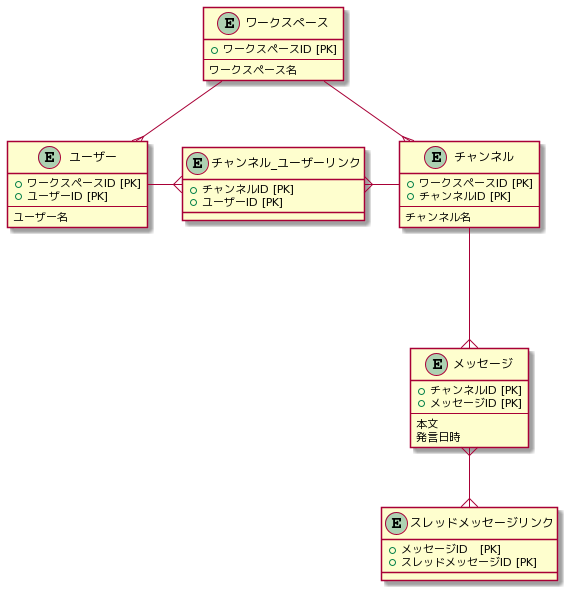 E ワークスペース
ワークスペースID [PK]
ワークスペース名
E ユーザー
ワークスペースID [PK]
ユーザーID [PK]
ユーザー名
E チャンネル_ユーザーリンク
チャンネルID [PK]
ユーザーID [PK]
E チャンネル
ワークスペースID [PK]
チャンネルID [PK]
チャンネル名
E メッセージ
チャンネルID [PK]
メッセージID [PK]
本文
発言日時
E スレッドメッセージリンク
メッセージID [PK]
スレッドメッセージID [PK]